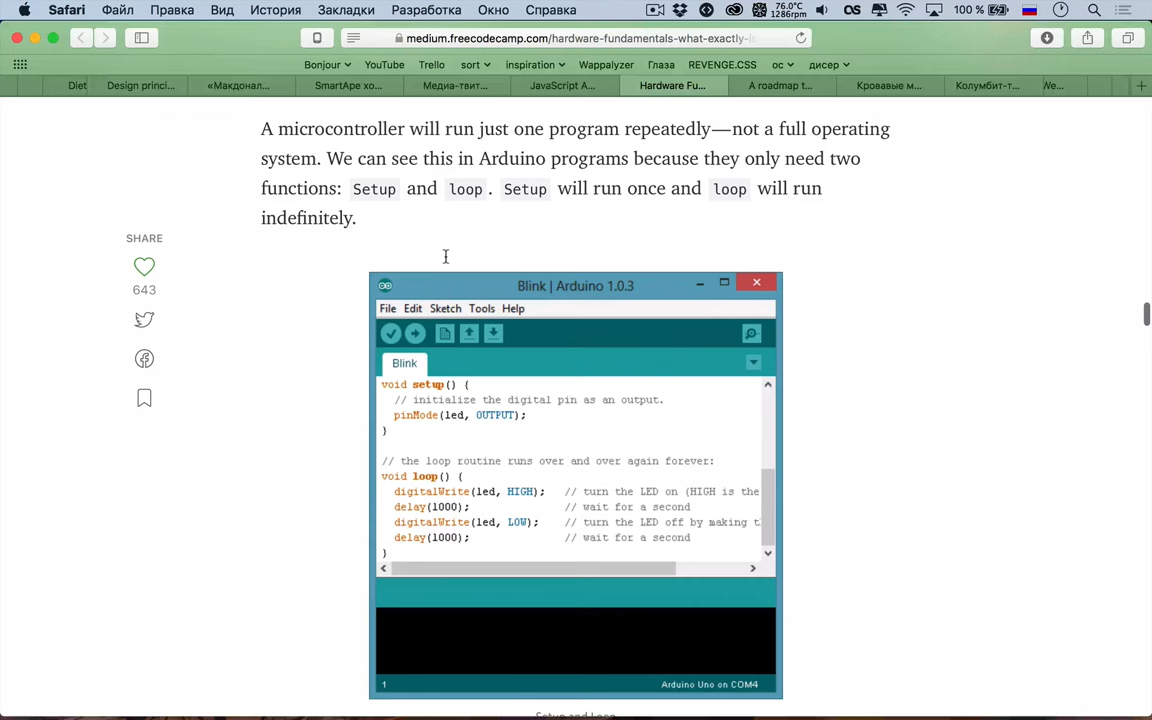 Safari Файл Правка Вид История Закладки Разработка Окно Справка 76.0°C 1286rpm 100 %
medium.freecodecamp.com/hardware-fundamentals-what-exactly-
Bonjour YouTube Trello sort inspiration Wappalyzer Глаза REVENGE.CSS ос дисер
Diet Design princi... «Макдонал... SmartApe хо... Медиа-твит... JavaScript A... Hardware Fu... A roadmap t... Кровавые м... Колумбит-т... We...
A microcontroller will run just one program repeatedly—not a full operating
system. We can see this in Arduino programs because they only need two
functions: Setup and loop. Setup will run once and loop will run
indefinitely.
SHARE
643
Blink | Arduino 1.0.3
File Edit Sketch Tools Help
Blink
void setup() {
// initialize the digital pin as an output.
pinMode(led, OUTPUT);
}
// the loop routine runs over and over again forever:
void loop() {
digitalWrite(led, HIGH); // turn the LED on (HIGH is the
delay(1000); // wait for a second
digitalWrite(led, LOW); // turn the LED off by making t
delay(1000); // wait for a second
}
1 Arduino Uno on COM4
Setup and Loop